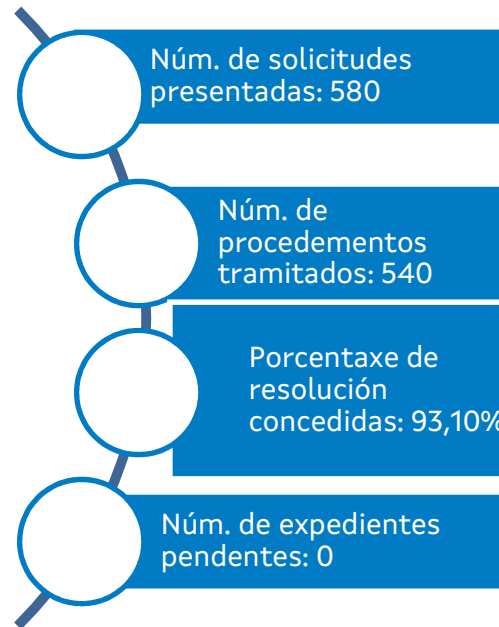 Núm. de solicitudes
presentadas: 580
Núm. de
procedementos
tramitados: 540
Porcentaxe de
resolución
concedidas: 93,10%
Núm. de expedientes
pendentes: 0